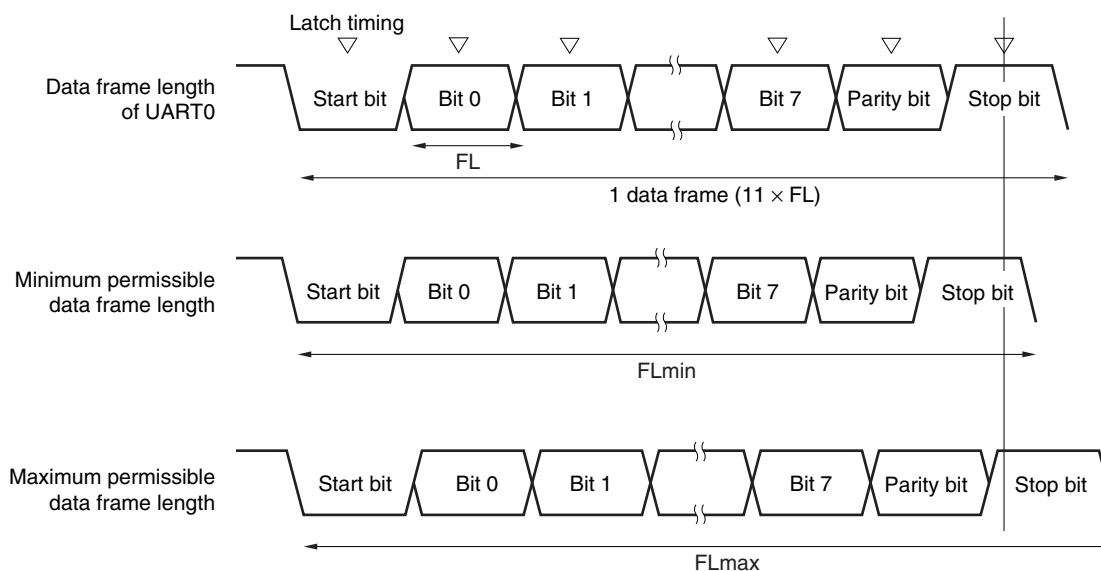 Latch timing
Data frame length
of UART0
Start bit
Bit 0
Bit 1
Bit 7
Parity bit
Stop bit
FL
1 data frame (11 × FL)
Minimum permissible
data frame length
Start bit
Bit 0
Bit 1
Bit 7
Parity bit
Stop bit
FLmin
Maximum permissible
data frame length
Start bit
Bit 0
Bit 1
Bit 7
Parity bit
Stop bit
FLmax